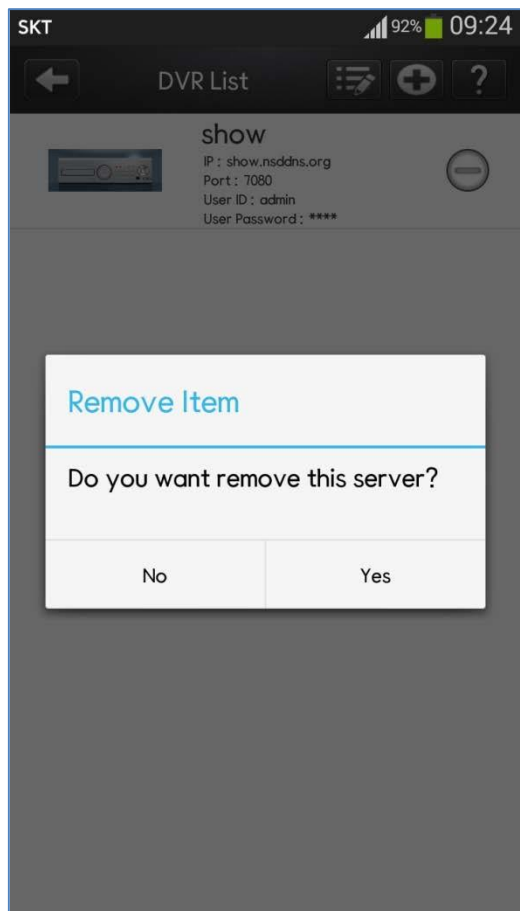 SKT
92%
09:24
DVR List
?
show
IP : show.nsddns.org
Port : 7080
User ID : admin
User Password : ****
Remove Item
Do you want remove this server?
No
Yes